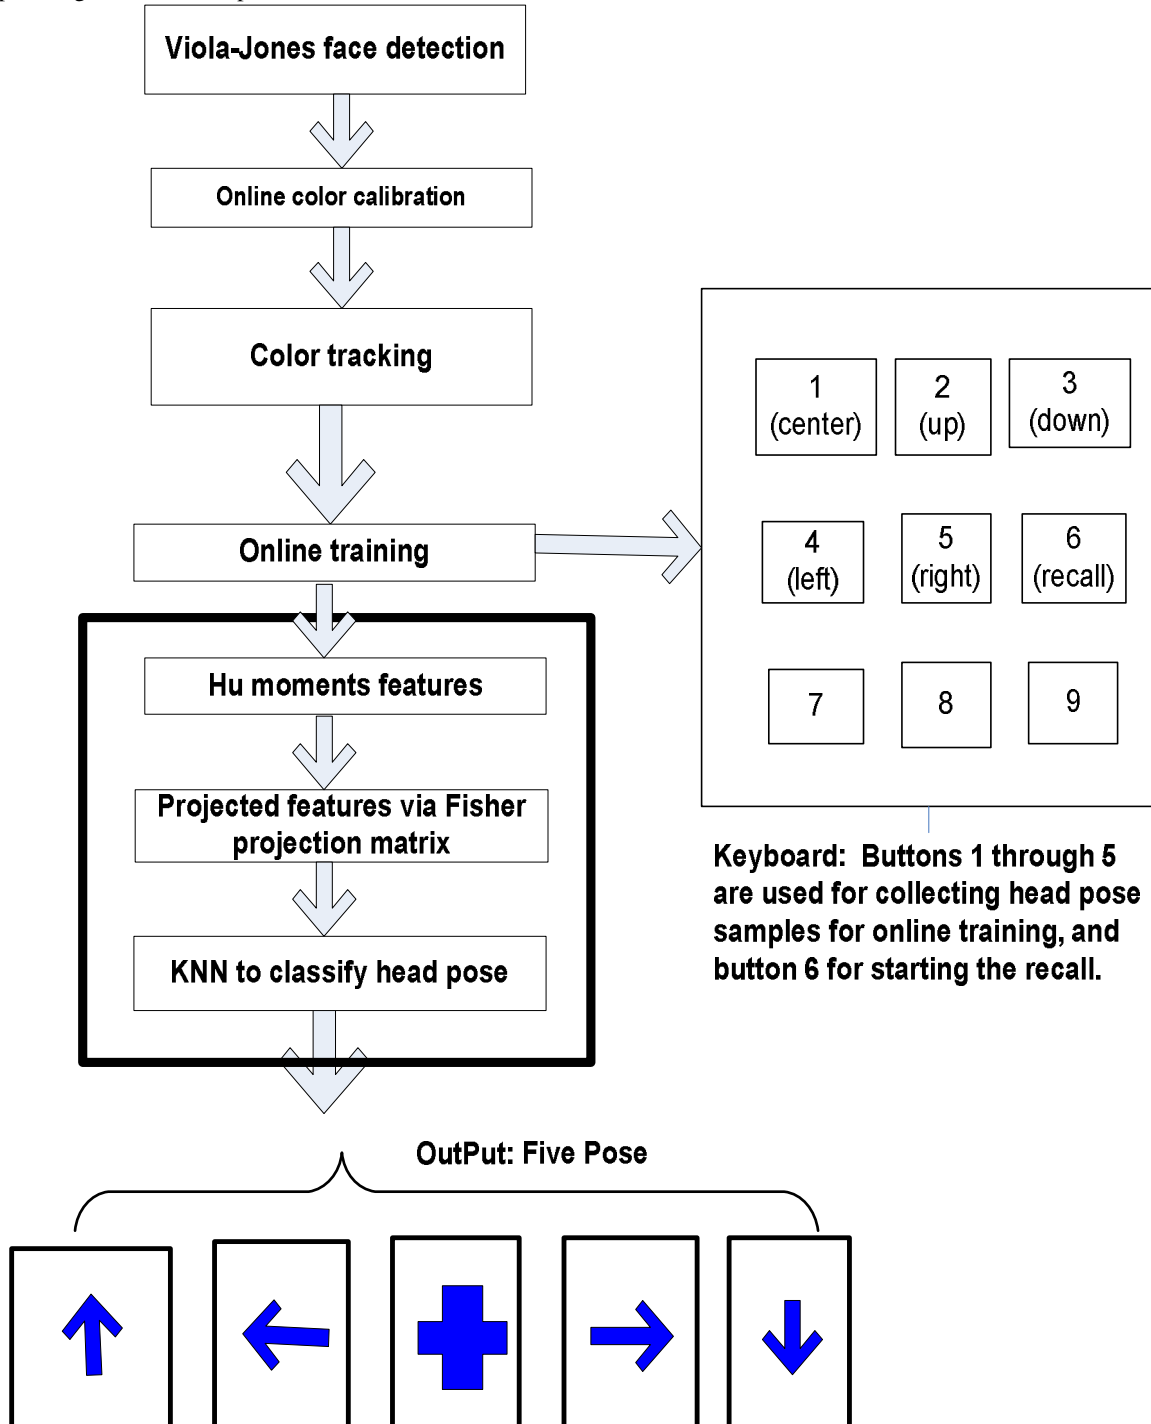 Viola-Jones face detection
Online color calibration
Color tracking
Online training
Hu moments features
Projected features via Fisher
projection matrix
KNN to classify head pose
1
(center)
2
(up)
3
(down)
4
(left)
5
(right)
6
(recall)
7
8
9
Keyboard: Buttons 1 through 5
are used for collecting head pose
samples for online training, and
button 6 for starting the recall.
OutPut: Five Pose